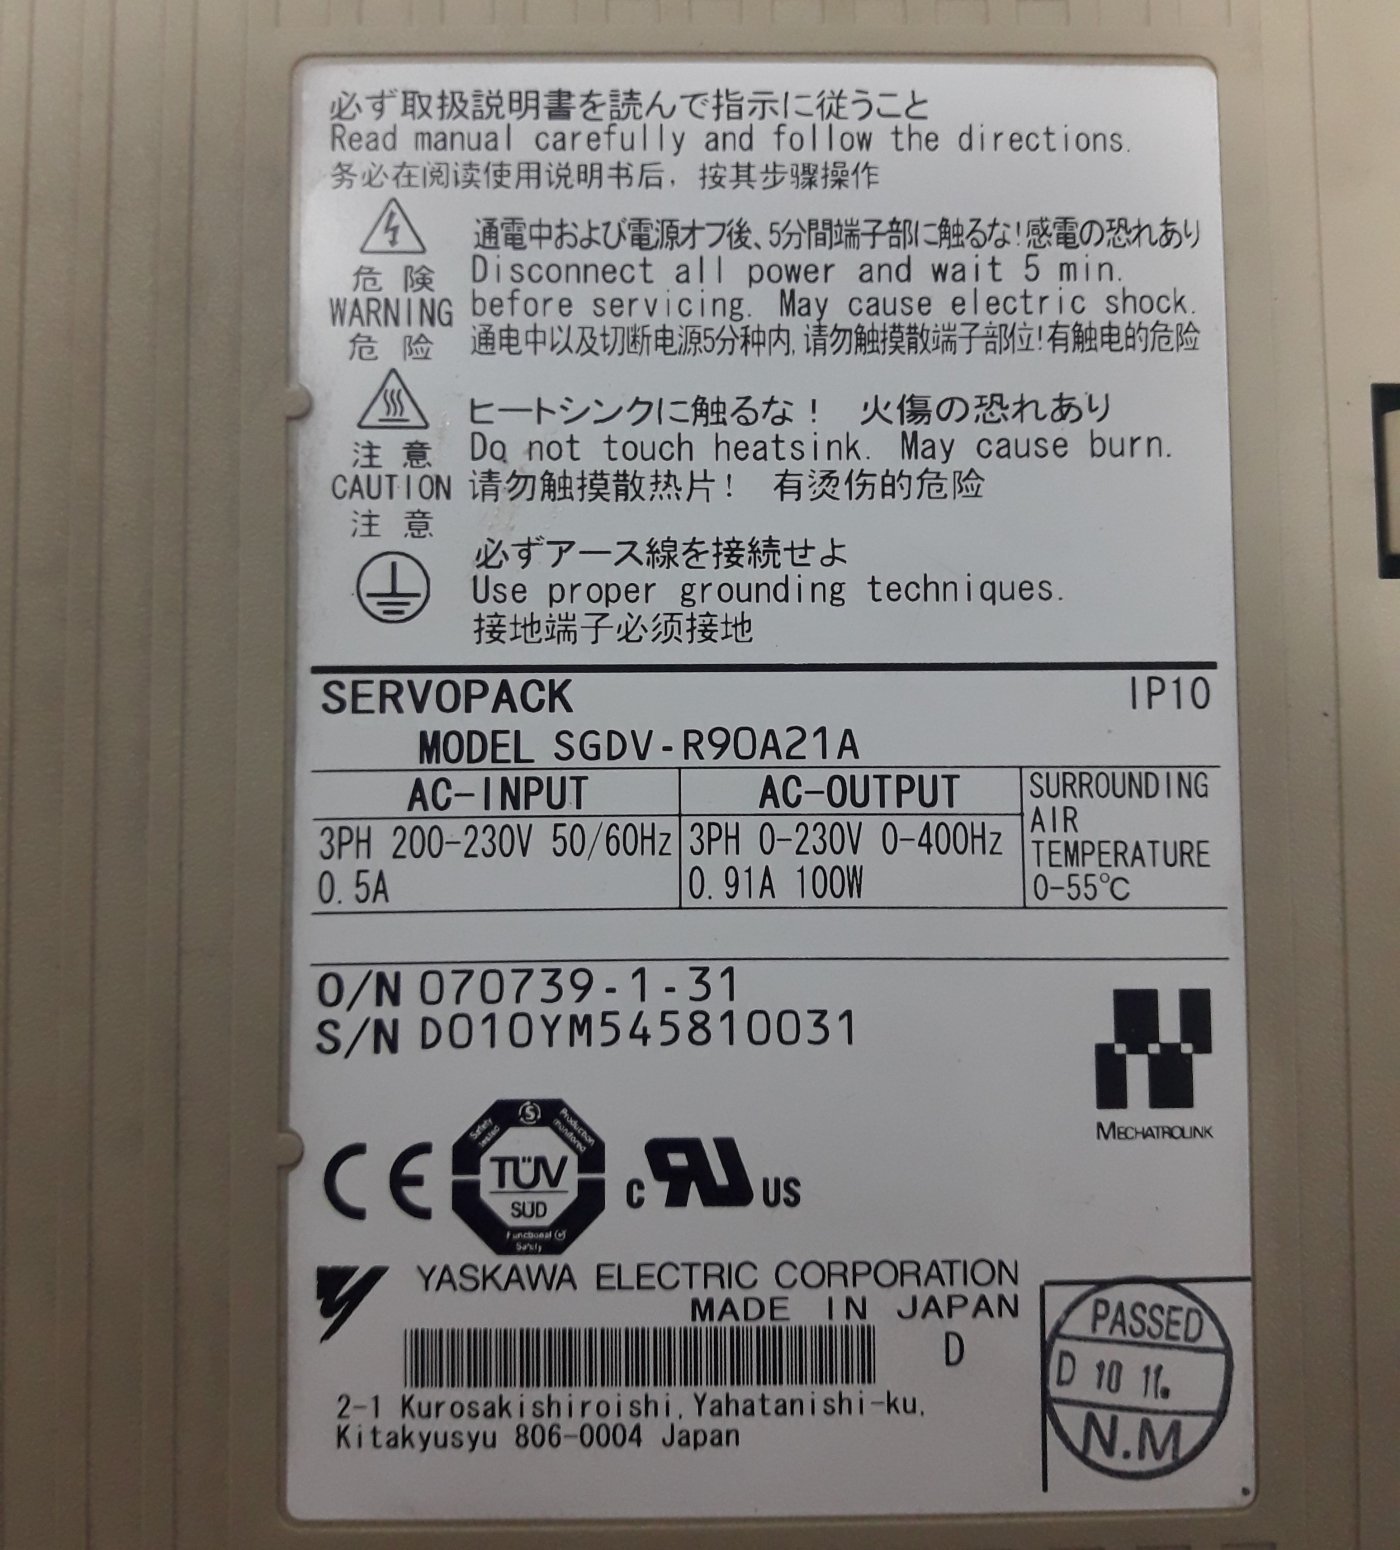 必ず取扱説明書を読んで指示に従うこと
Read manual carefully and follow the directions.
务必在阅读使用说明书后，按其步骤操作
危険
WARNING
危险
通電中および電源オフ後、5分間端子部に触るな!感電の恐れあり
Disconnect all power and wait 5 min.
before servicing. May cause electric shock.
通电中以及切断电源5分种内,请勿触摸散端子部位!有触电的危险
注意
CAUTION
注意
ヒートシンクに触るな！ 火傷の恐れあり
Do not touch heatsink. May cause burn.
请勿触摸散热片！ 有烫伤的危险
必ずアース線を接続せよ
Use proper grounding techniques.
接地端子必须接地
SERVOPACK IP10
MODEL SGDV-R90A21A
AC-INPUT
3PH 200-230V 50/60Hz
0.5A
AC-OUTPUT
3PH 0-230V 0-400Hz
0.91A 100W
SURROUNDING
AIR
TEMPERATURE
0-55℃
O/N 070739-1-31
S/N D010YM545810031
MECHATROLINK
CE
Safety tested
Production monitored
TÜV
SÜD
Functional
Safety
C US
YASKAWA ELECTRIC CORPORATION
MADE IN JAPAN
D
2-1 Kurosakishiroishi, Yahatanishi-ku,
Kitakyusyu 806-0004 Japan
PASSED
D 10 11.
N.M